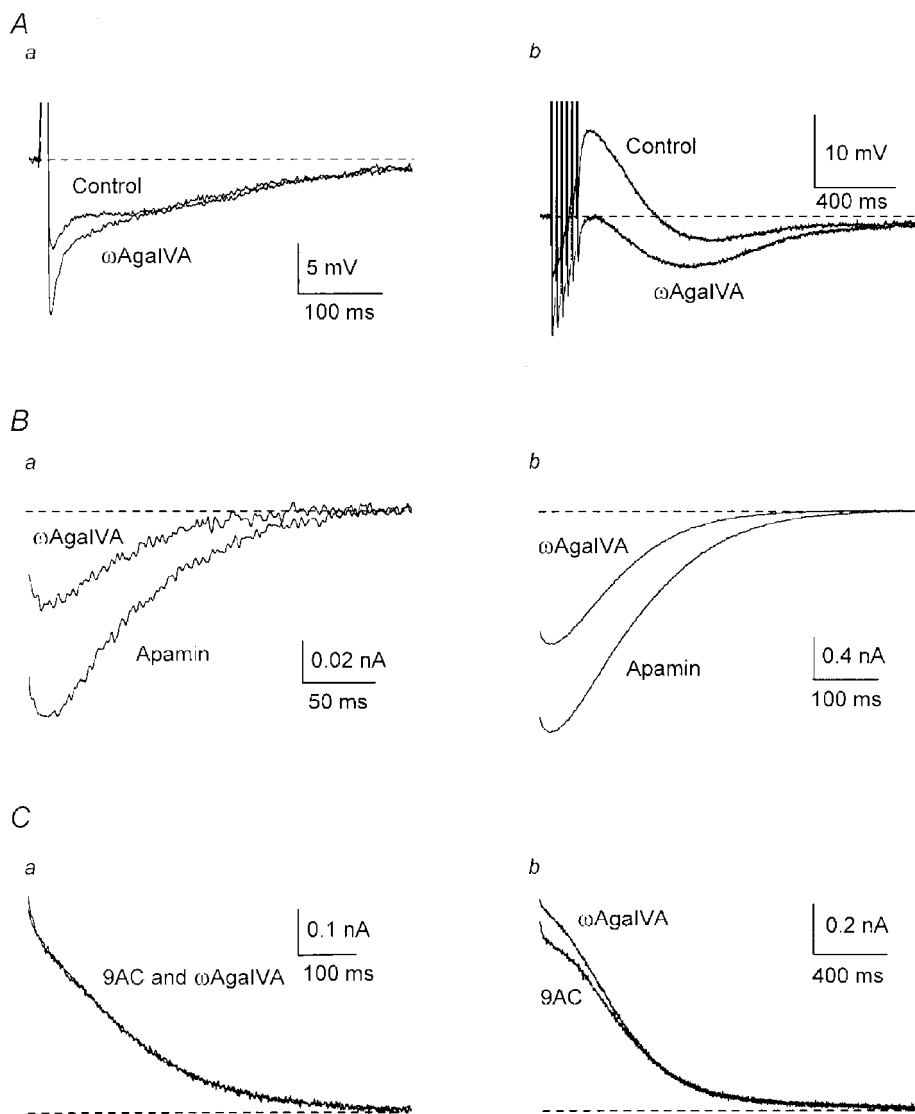 A
a
b
Control
ωAgaIVA
5 mV
100 ms
Control
ωAgaIVA
10 mV
400 ms
B
a
b
ωAgaIVA
Apamin
0.02 nA
50 ms
ωAgaIVA
Apamin
0.4 nA
100 ms
C
a
b
9AC and ωAgaIVA
0.1 nA
100 ms
ωAgaIVA
9AC
0.2 nA
400 ms